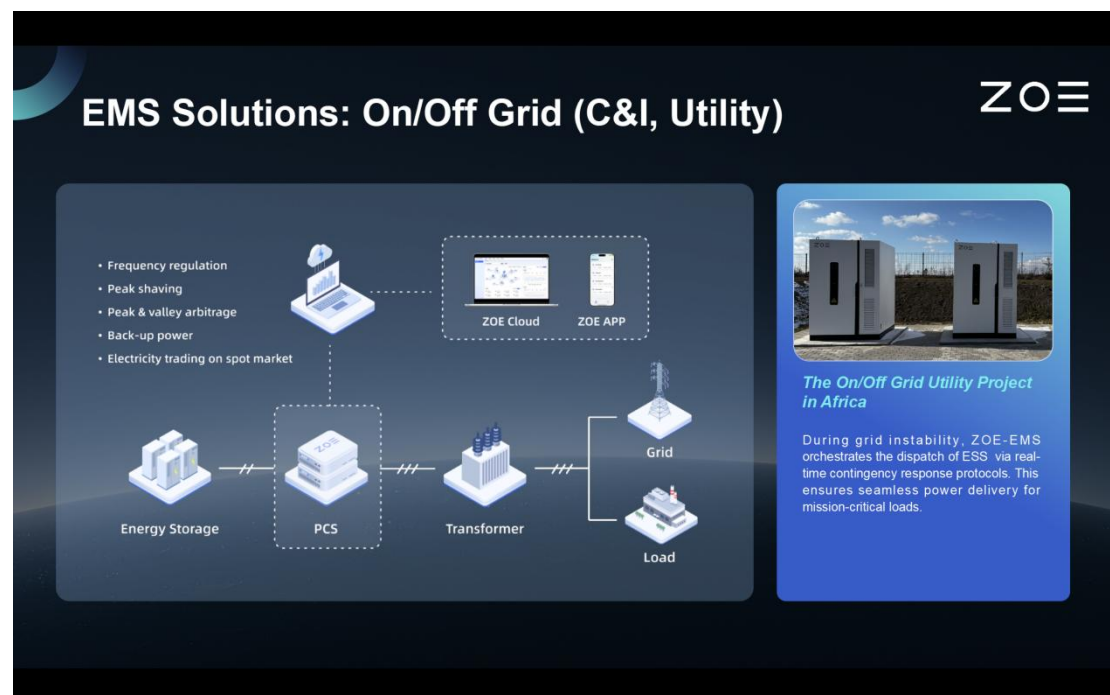 EMS Solutions: On/Off Grid (C&I, Utility)
ZOE
• Frequency regulation
• Peak shaving
• Peak & valley arbitrage
• Back-up power
• Electricity trading on spot market
ZOE Cloud
ZOE APP
ZOE
Energy Storage
PCS
Transformer
Grid
Load
ZOE
ZOE
The On/Off Grid Utility Project
in Africa
During grid instability, ZOE-EMS
orchestrates the dispatch of ESS via real-
time contingency response protocols. This
ensures seamless power delivery for
mission-critical loads.